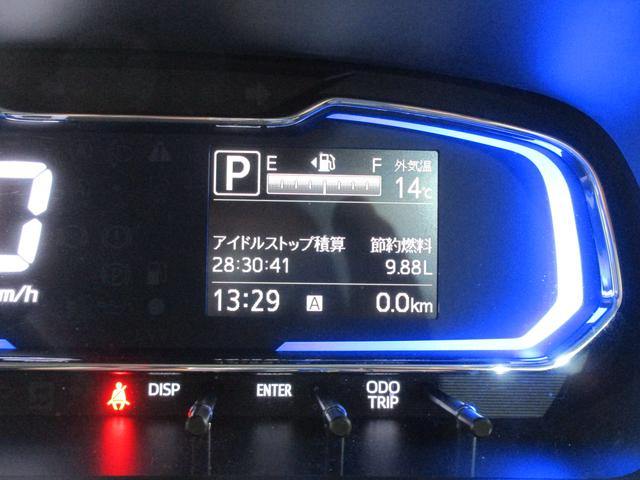 P
E F 外気温
14℃
アイドルストップ積算 節約燃料
28:30:41 9.88L
13:29 A 0.0km
0
m/h
DISP ENTER ODO
TRIP